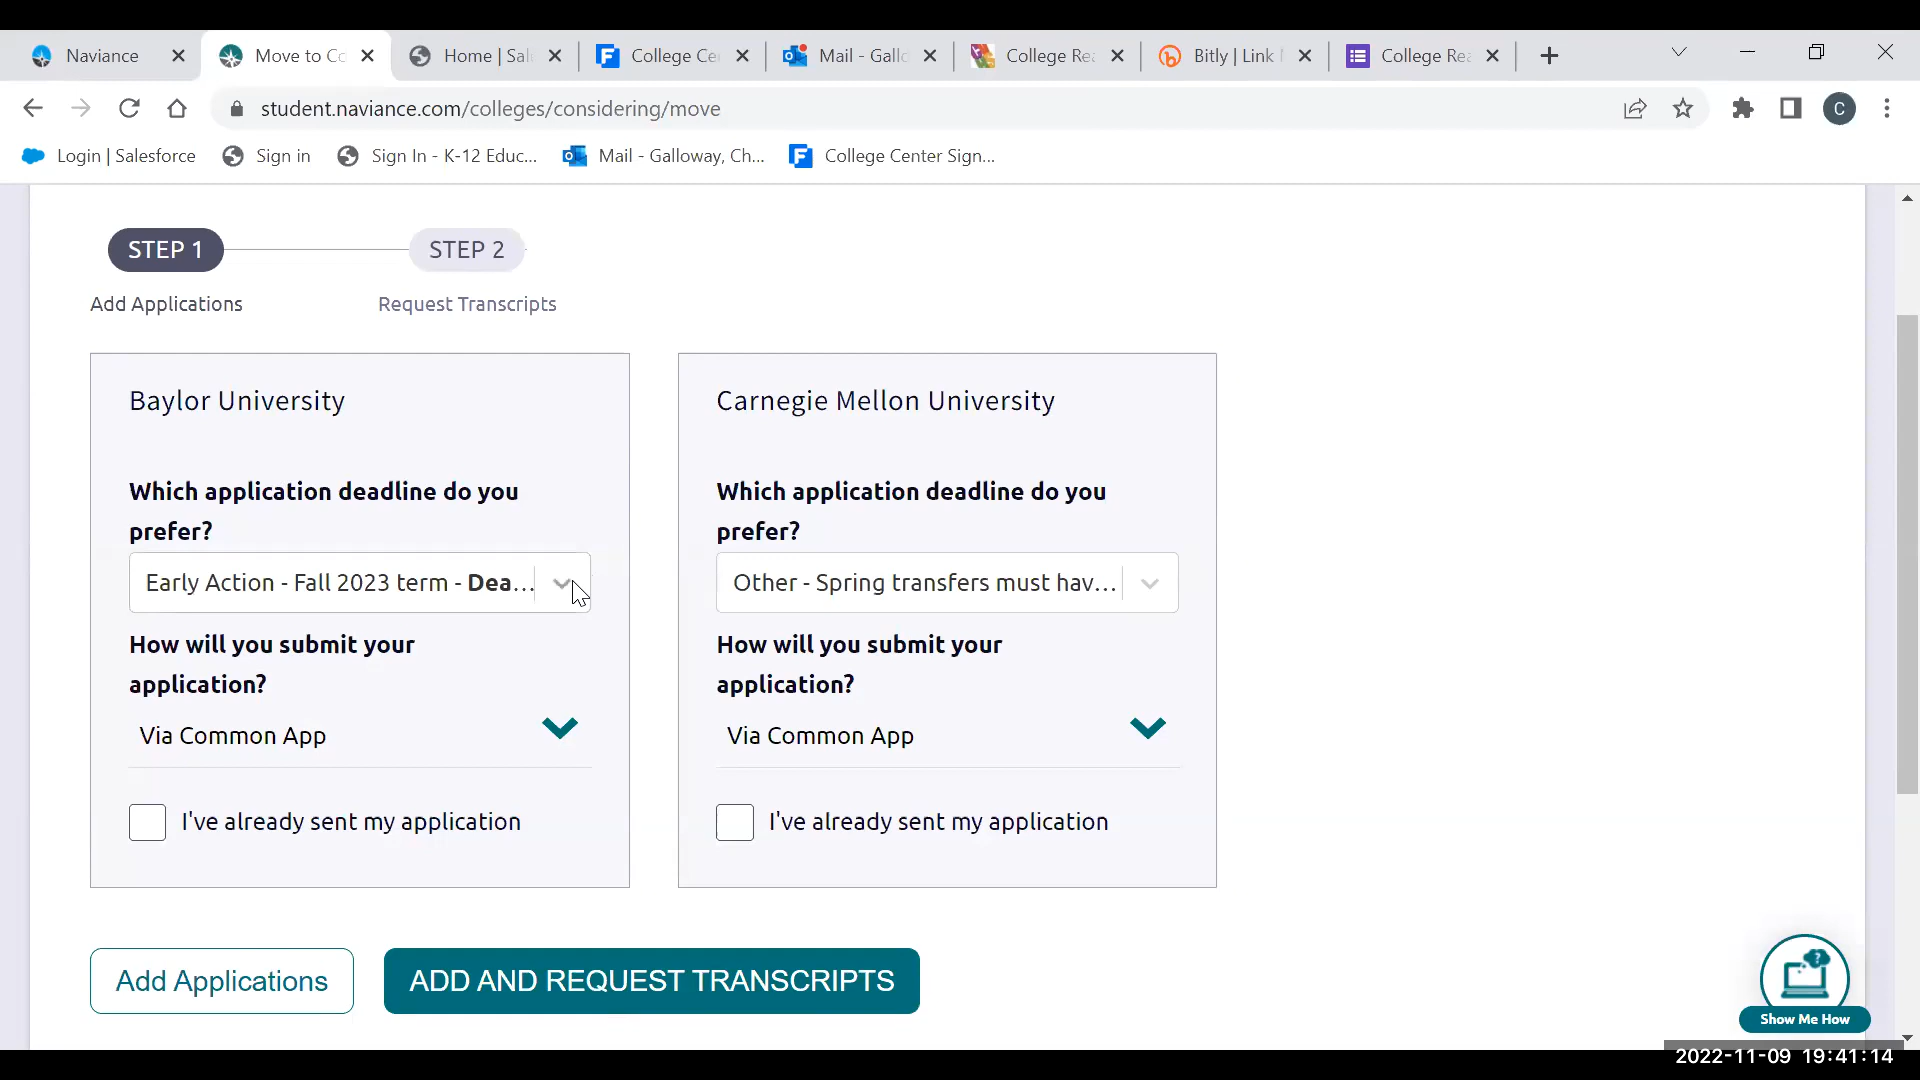 Naviance
Move to Co
Home | Sal
College Ce
Mail - Gallo
College Rea
Bitly | Link
College Rea
student.naviance.com/colleges/considering/move
C
Login | Salesforce
Sign in
Sign In - K-12 Educ...
Mail - Galloway, Ch...
College Center Sign...
STEP 1
STEP 2
Add Applications
Request Transcripts
Baylor University
Which application deadline do you
prefer?
Early Action - Fall 2023 term - Dea...
How will you submit your
application?
Via Common App
I've already sent my application
Carnegie Mellon University
Which application deadline do you
prefer?
Other - Spring transfers must hav...
How will you submit your
application?
Via Common App
I've already sent my application
Add Applications
ADD AND REQUEST TRANSCRIPTS
Show Me How
2022-11-09 19:41:14